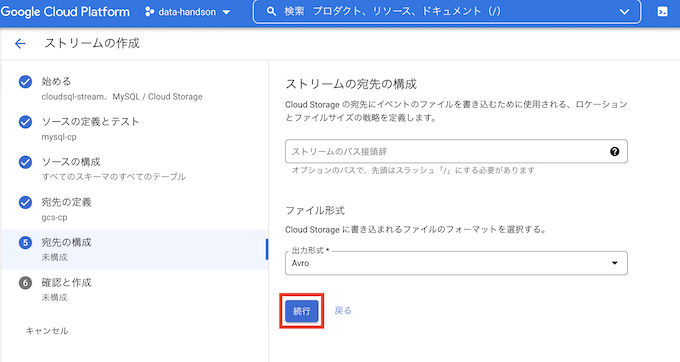 Google Cloud Platform
data-handson
検索 プロダクト、リソース、ドキュメント（/）
ストリームの作成
始める
cloudsql-stream、MySQL / Cloud Storage
ソースの定義とテスト
mysql-cp
ソースの構成
すべてのスキーマのすべてのテーブル
宛先の定義
gcs-cp
5
宛先の構成
未構成
6
確認と作成
未構成
キャンセル
ストリームの宛先の構成
Cloud Storage の宛先にイベントのファイルを書き込むために使用される、ロケーション
とファイルサイズの戦略を定義します。
ストリームのパス接頭辞
オプションのパスで、先頭はスラッシュ「/」にする必要があります
ファイル形式
Cloud Storage に書き込まれるファイルのフォーマットを選択する。
出力形式 *
Avro
続行
戻る